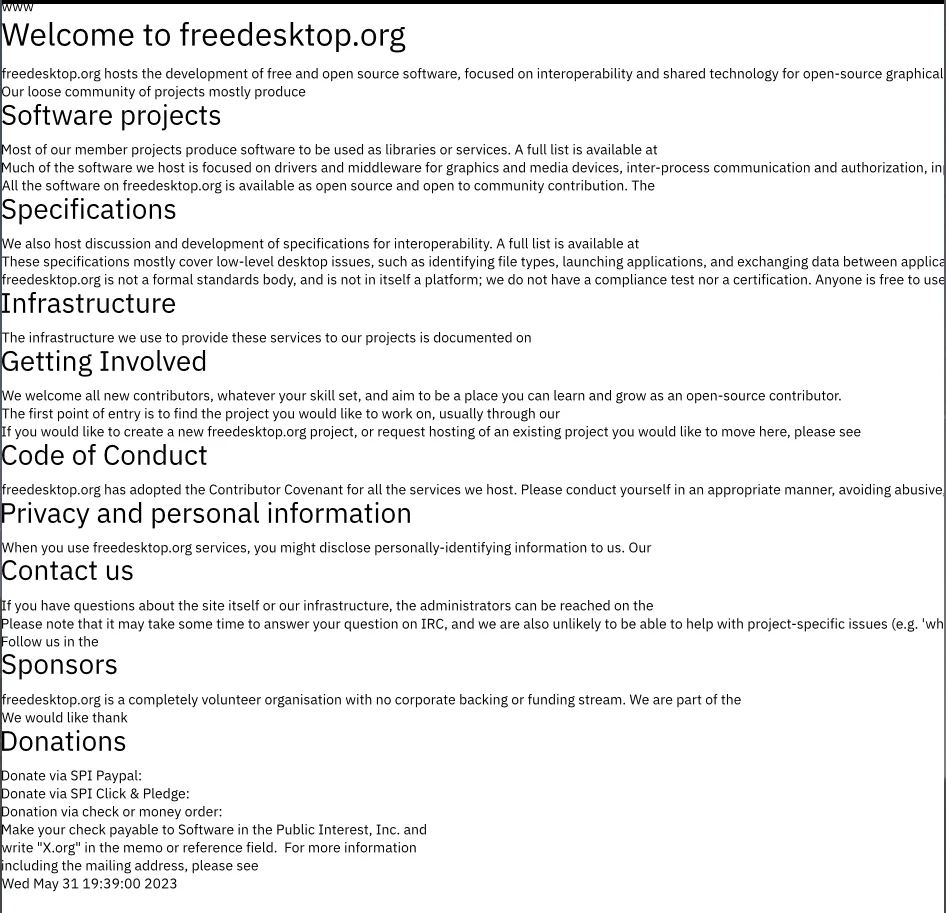 www
Welcome to freedesktop.org
freedesktop.org hosts the development of free and open source software, focused on interoperability and shared technology for open-source graphical
Our loose community of projects mostly produce
Software projects
Most of our member projects produce software to be used as libraries or services. A full list is available at
Much of the software we host is focused on drivers and middleware for graphics and media devices, inter-process communication and authorization, in
All the software on freedesktop.org is available as open source and open to community contribution. The
Specifications
We also host discussion and development of specifications for interoperability. A full list is available at
These specifications mostly cover low-level desktop issues, such as identifying file types, launching applications, and exchanging data between applica
freedesktop.org is not a formal standards body, and is not in itself a platform; we do not have a compliance test nor a certification. Anyone is free to use
Infrastructure
The infrastructure we use to provide these services to our projects is documented on
Getting Involved
We welcome all new contributors, whatever your skill set, and aim to be a place you can learn and grow as an open-source contributor.
The first point of entry is to find the project you would like to work on, usually through our
If you would like to create a new freedesktop.org project, or request hosting of an existing project you would like to move here, please see
Code of Conduct
freedesktop.org has adopted the Contributor Covenant for all the services we host. Please conduct yourself in an appropriate manner, avoiding abusive,
Privacy and personal information
When you use freedesktop.org services, you might disclose personally-identifying information to us. Our
Contact us
If you have questions about the site itself or our infrastructure, the administrators can be reached on the
Please note that it may take some time to answer your question on IRC, and we are also unlikely to be able to help with project-specific issues (e.g. 'wh
Follow us in the
Sponsors
freedesktop.org is a completely volunteer organisation with no corporate backing or funding stream. We are part of the
We would like thank
Donations
Donate via SPI Paypal:
Donate via SPI Click & Pledge:
Donation via check or money order:
Make your check payable to Software in the Public Interest, Inc. and
write "X.org" in the memo or reference field.  For more information
including the mailing address, please see
Wed May 31 19:39:00 2023